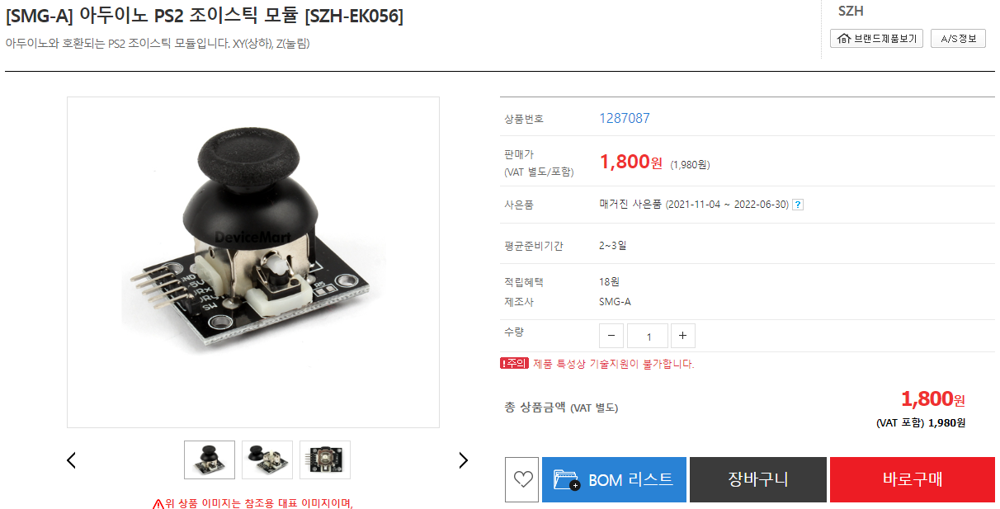 [SMG-A] 아두이노 PS2 조이스틱 모듈 [SZH-EK056]
아두이노와 호환되는 PS2 조이스틱 모듈입니다. XY(상하), Z(눌림)
SZH
브랜드제품보기
A/S정보
DeviceMart
GND
+5V
VRx
VRy
SW
R5
상품번호 1287087
판매가
(VAT 별도/포함)
1,800원 (1,980원)
사은품 매거진 사은품 (2021-11-04 ~ 2022-06-30) ?
평균준비기간 2~3일
적립혜택 18원
제조사 SMG-A
수량 - 1 +
!주의 제품 특성상 기술지원이 불가합니다.
총 상품금액 (VAT 별도) 1,800원
(VAT 포함) 1,980원
BOM 리스트
장바구니
바로구매
위 상품 이미지는 참조용 대표 이미지이며,